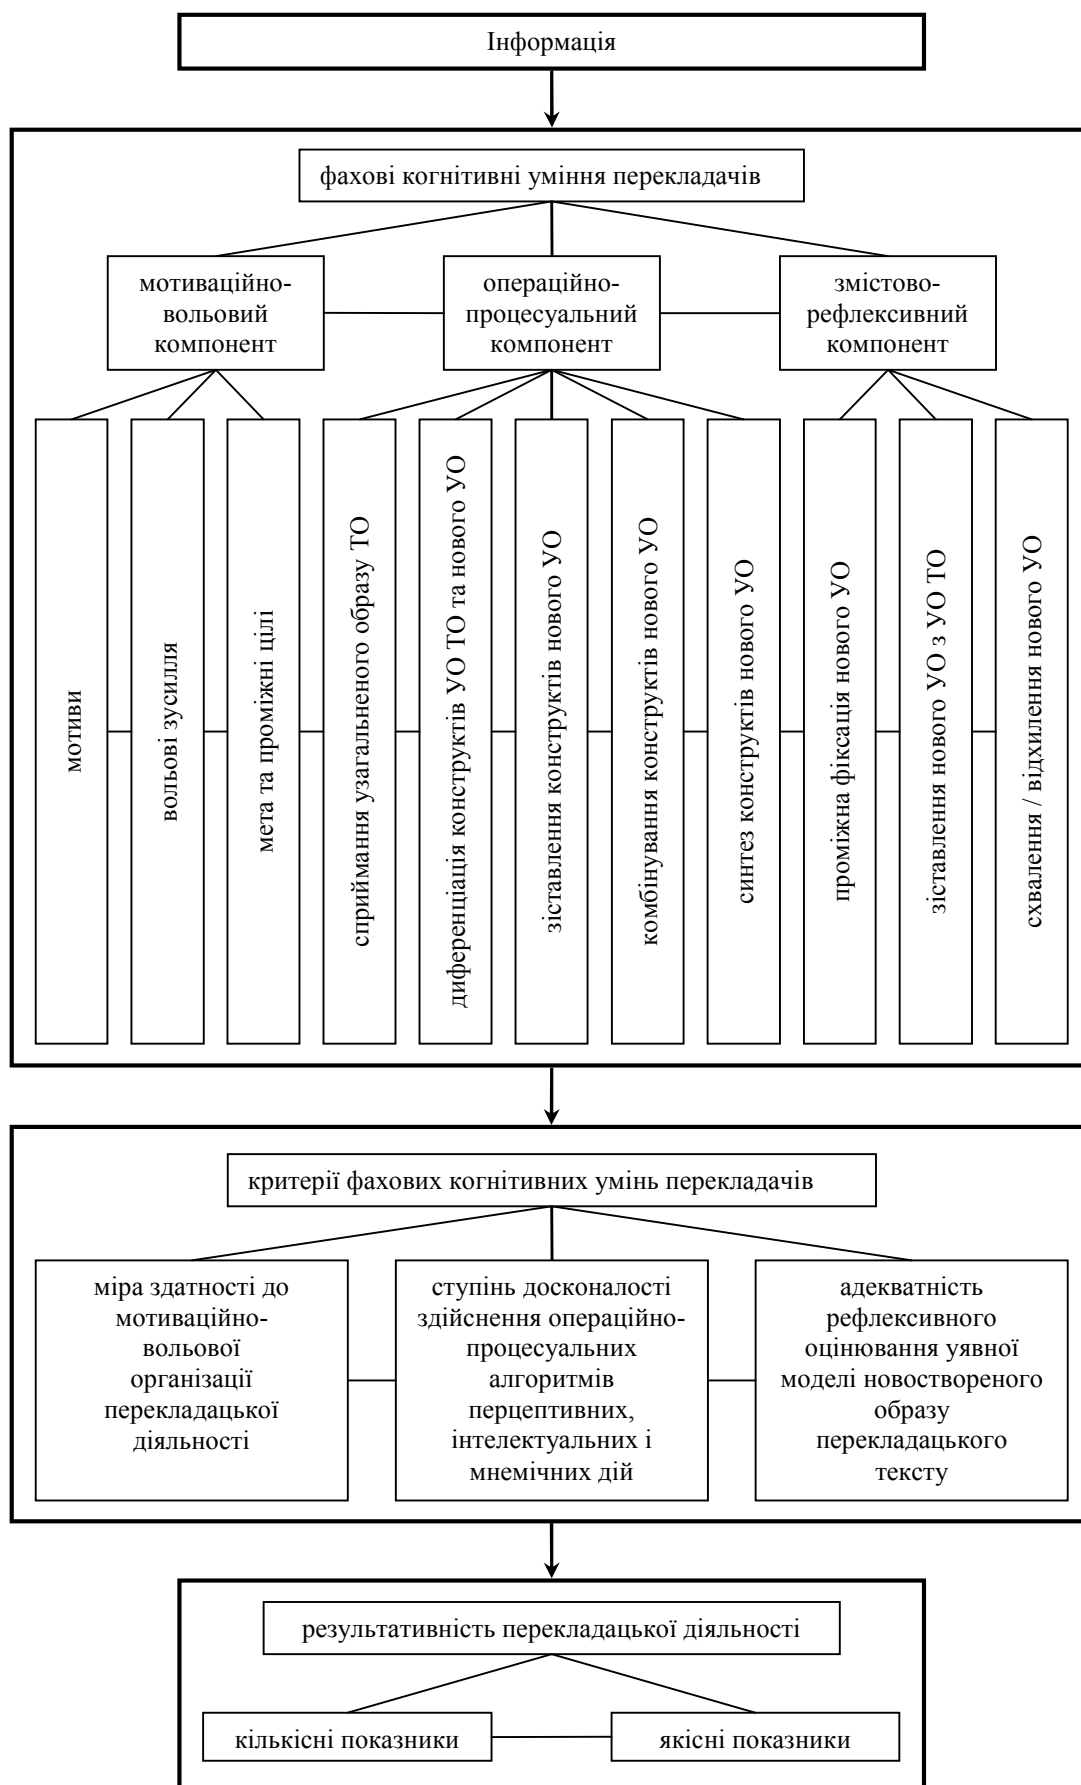 Інформація
фахові когнітивні уміння перекладачів
мотиваційно-
вольовий
компонент
операційно-
процесуальний
компонент
змістово-
рефлексивний
компонент
мотиви
вольові зусилля
мета та проміжні цілі
сприймання узагальненого образу ТО
диференціація конструктів УО ТО та нового УО
зіставлення конструктів нового УО
комбінування конструктів нового УО
синтез конструктів нового УО
проміжна фіксація нового УО
зіставлення нового УО з УО ТО
схвалення / відхилення нового УО
критерії фахових когнітивних умінь перекладачів
міра здатності до
мотиваційно-
вольової
організації
перекладацької
діяльності
ступінь досконалості
здійснення операційно-
процесуальних
алгоритмів
перцептивних,
інтелектуальних і
мнемічних дій
адекватність
рефлексивного
оцінювання уявної
моделі новоствореного
образу
перекладацького
тексту
результативність перекладацької діяльності
кількісні показники
якісні показники